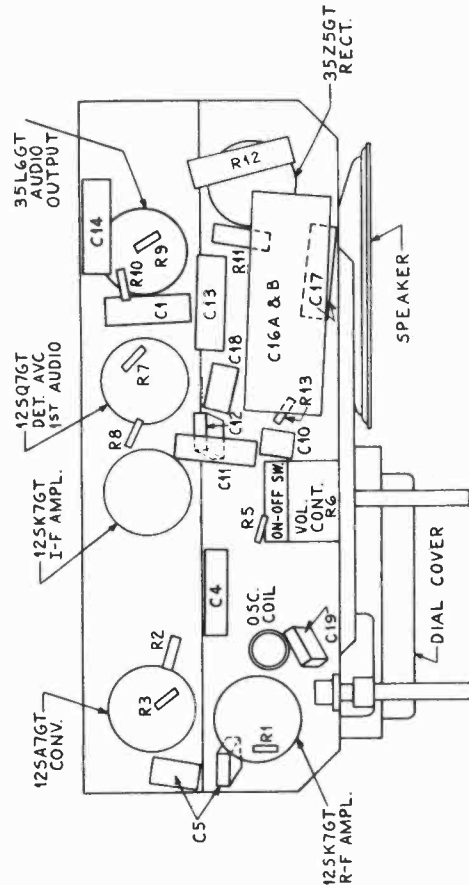 35L6GT
AUDIO
OUTPUT
12SQ7GT
DET. AVC
1ST AUDIO
12SK7GT
I-F AMPL.
12SA7GT
CONV.
35Z5GT
RECT.
C14
R10
R9
C1
R7
R8
R2
R3
R12
R11
C13
C16A & B
C17
C18
R13
C12
C10
C11
ON-OFF SW.
VOL.
CONT.
R6
R5
C4
OSC.
COIL
C19
R1
C5
12SK7GT
R-F AMPL.
SPEAKER
DIAL COVER